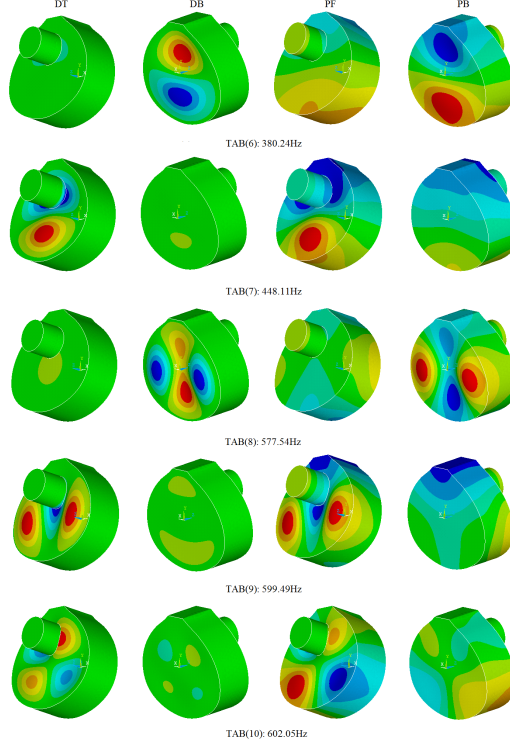 DT DB PF PB
TAB(6): 380.24Hz
TAB(7): 448.11Hz
TAB(8): 577.54Hz
TAB(9): 599.49Hz
TAB(10): 602.05Hz